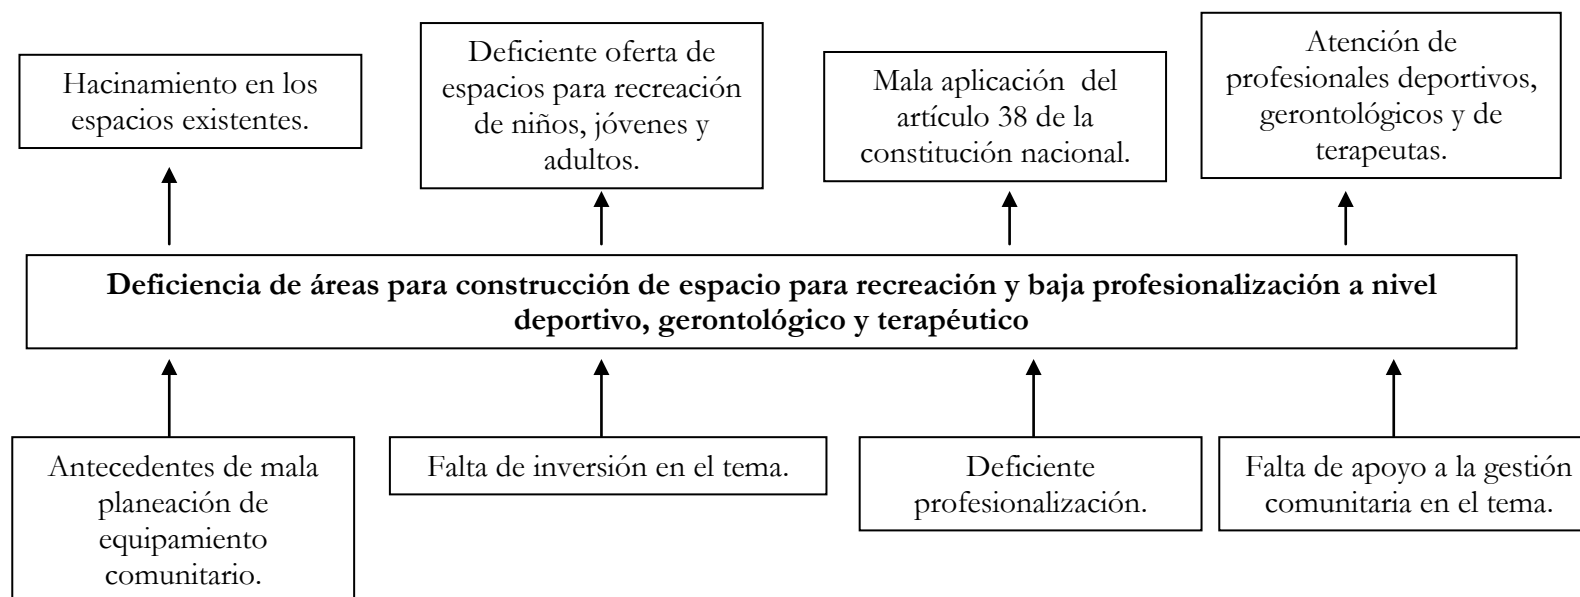 Hacinamiento en los
espacios existentes.
Deficiente oferta de
espacios para recreación
de niños, jóvenes y
adultos.
Mala aplicación del
artículo 38 de la
constitución nacional.
Atención de
profesionales deportivos,
gerontológicos y de
terapeutas.
Deficiencia de áreas para construcción de espacio para recreación y baja profesionalización a nivel
deportivo, gerontológico y terapéutico
Antecedentes de mala
planeación de
equipamiento
comunitario.
Falta de inversión en el tema.
Deficiente
profesionalización.
Falta de apoyo a la gestión
comunitaria en el tema.